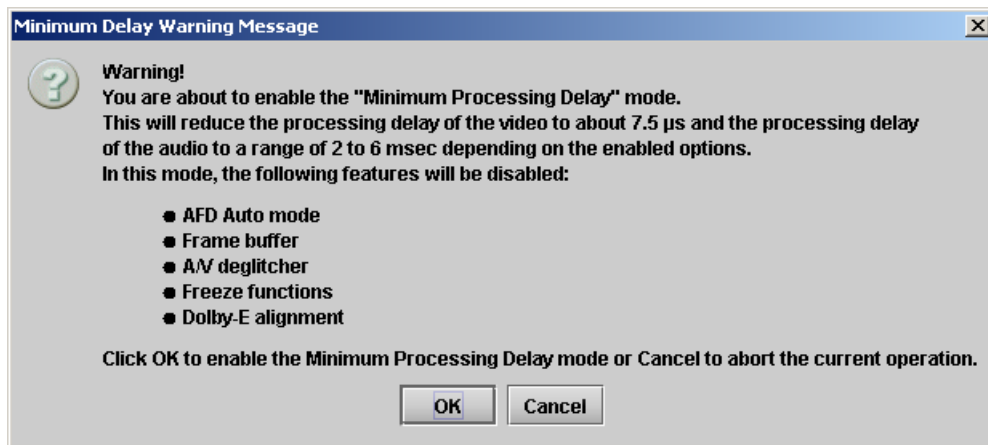 Minimum Delay Warning Message
Warning!
You are about to enable the "Minimum Processing Delay" mode.
This will reduce the processing delay of the video to about 7.5 µs and the processing delay
of the audio to a range of 2 to 6 msec depending on the enabled options.
In this mode, the following features will be disabled:
● AFD Auto mode
● Frame buffer
● A/V deglitcher
● Freeze functions
● Dolby-E alignment
Click OK to enable the Minimum Processing Delay mode or Cancel to abort the current operation.
OK Cancel